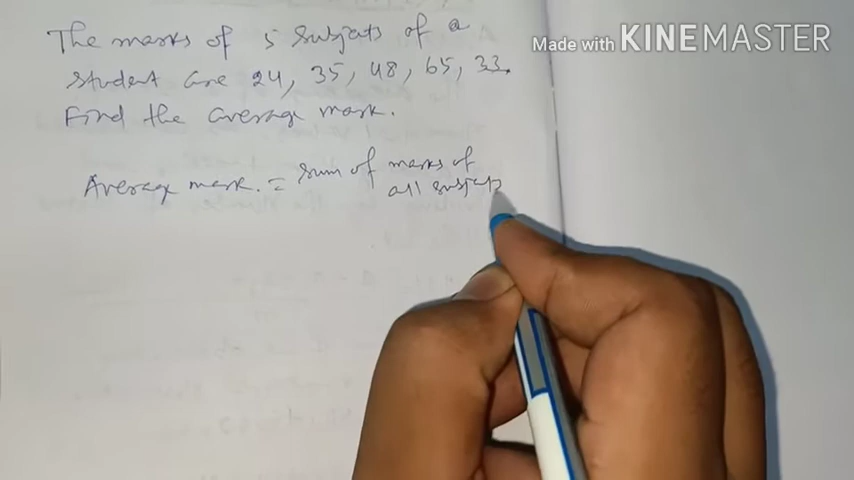 Made with KINEMASTER
The marks of 5 subjects of a
student are 24, 35, 48, 65, 33.
Find the average mark.
Average mark. = sum of marks of
all subjects